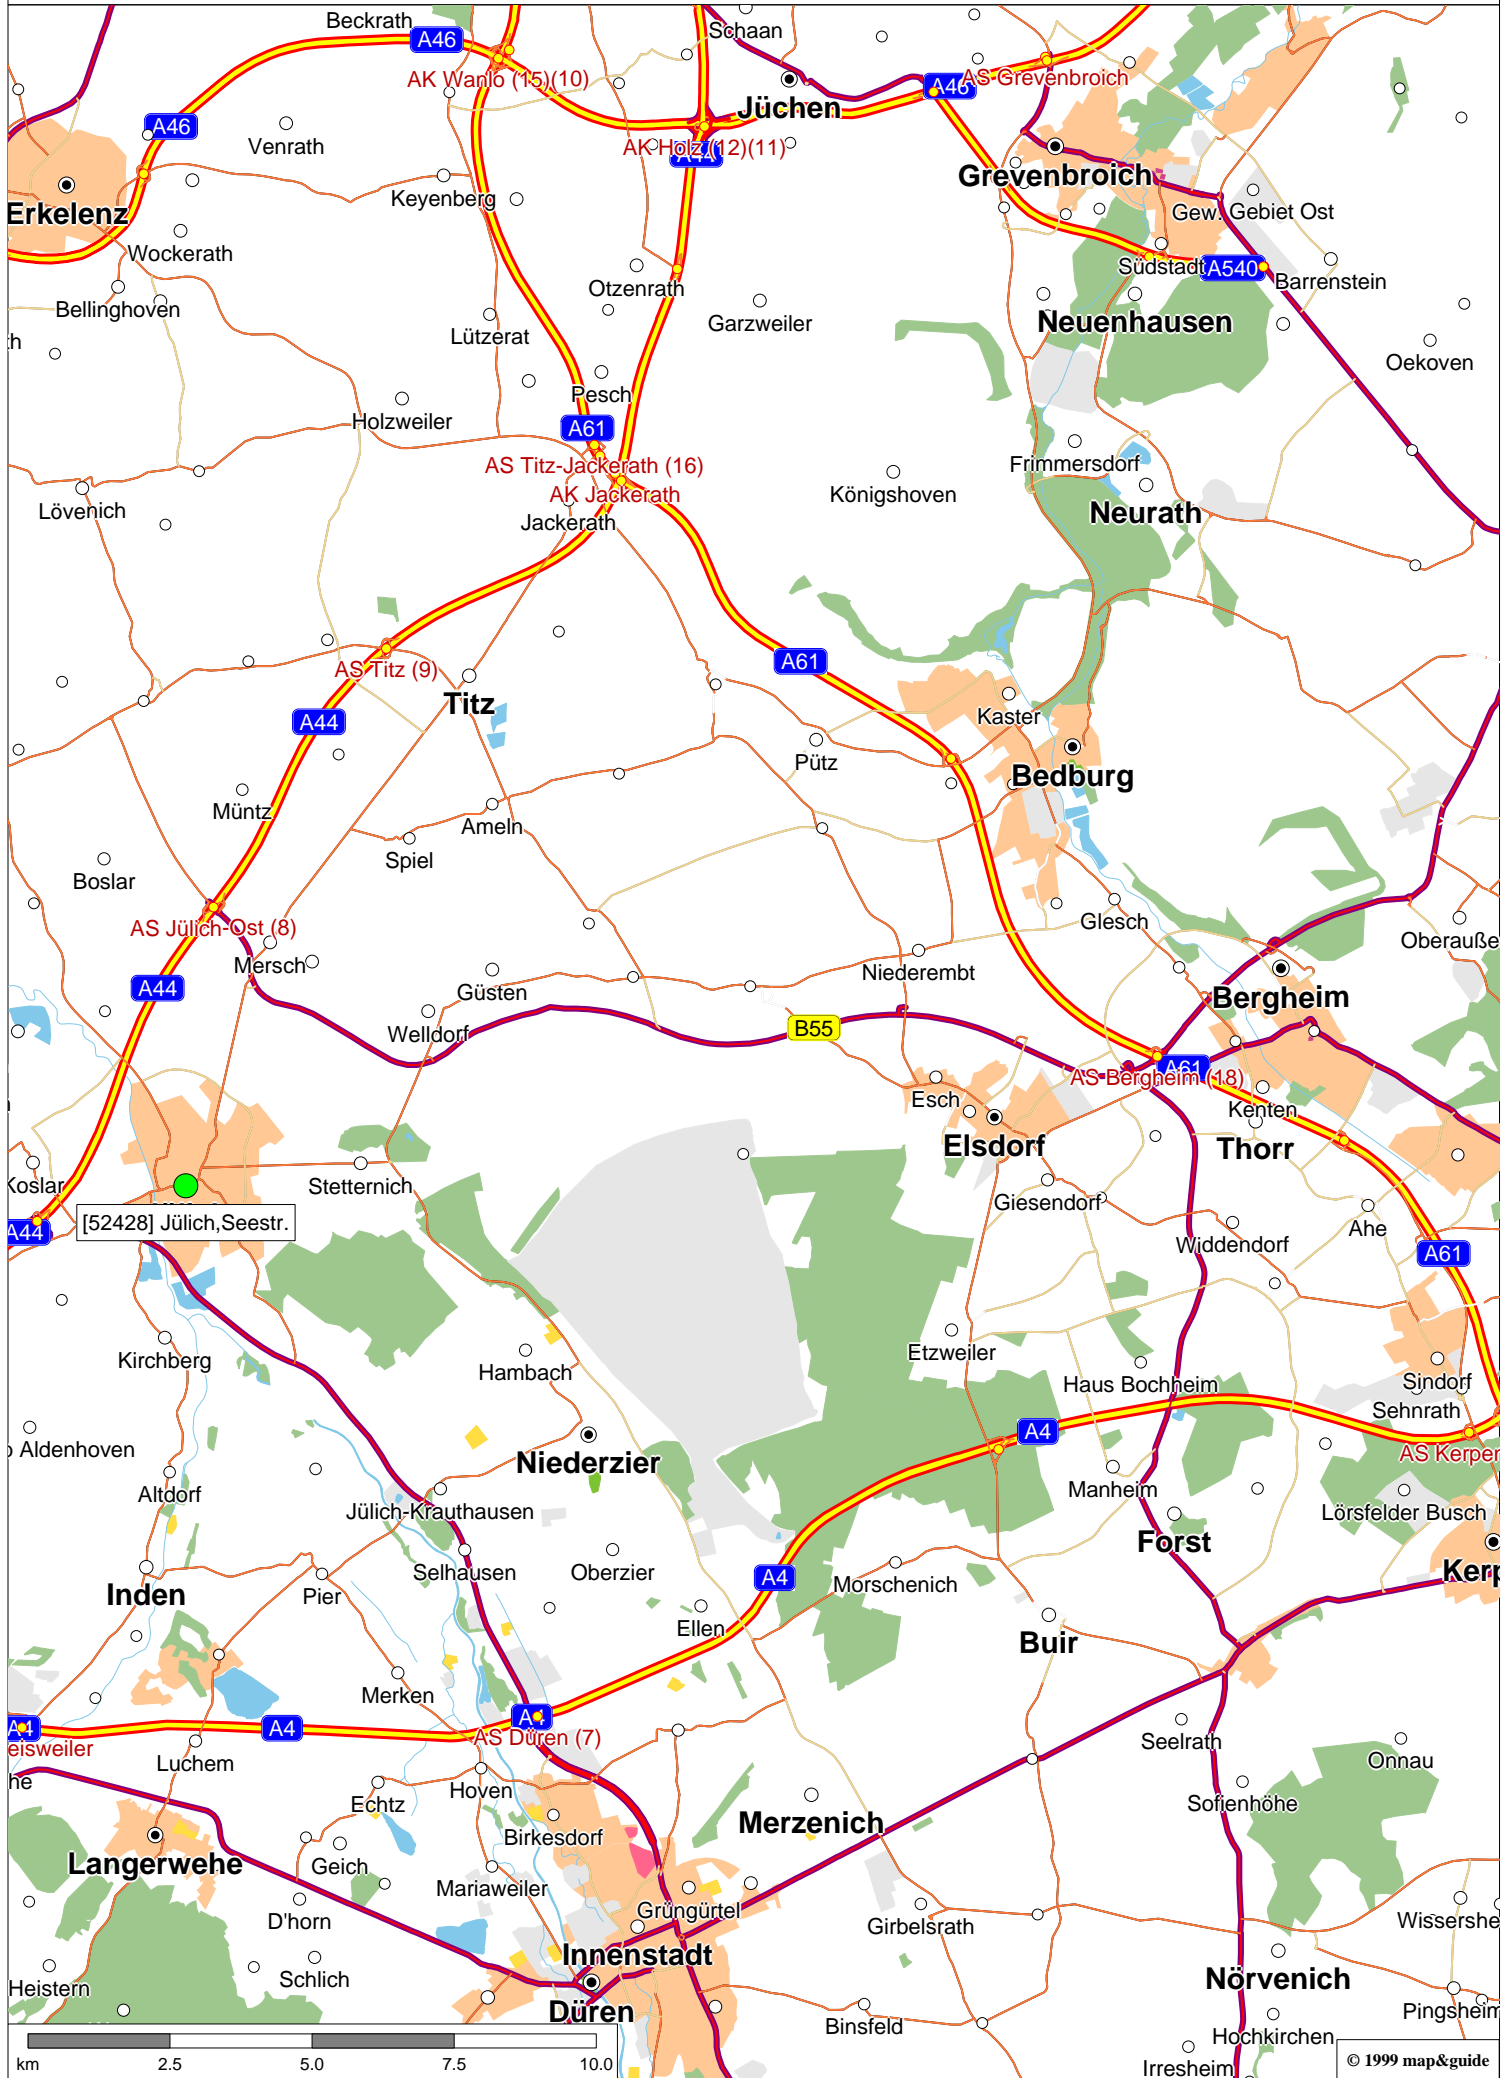 Beckrath
Schaan
A46
AK Wanlo (15)(10)
A46
AS Grevenbroich
Jüchen
A46
Venrath
AK Holz (12)(11)
A44
Grevenbroich
Keyenberg
Erkelenz
Gew. Gebiet Ost
Wockerath
Südstadt
A540
Barrenstein
Otzenrath
Bellinghoven
Garzweiler
Neuenhausen
Lützerat
Oekoven
Pesch
Holzweiler
A61
Frimmersdorf
AS Titz-Jackerath (16)
AK Jackerath
Königshoven
Lövenich
Neurath
Jackerath
AS Titz (9)
A61
Titz
A44
Kaster
Pütz
Bedburg
Müntz
Ameln
Spiel
Boslar
AS Jülich-Ost (8)
Glesch
Oberauße
Mersch
Niederembt
A44
Güsten
Bergheim
Welldorf
B55
A61
AS Bergheim (18)
Esch
Kenten
Elsdorf
Thorr
Koslar
Stetternich
Giesendorf
[52428] Jülich,Seestr.
A44
Ahe
Widdendorf
A61
Kirchberg
Hambach
Etzweiler
Haus Bochheim
Sindorf
Sehnrath
A4
Aldenhoven
Niederzier
AS Kerpen
Altdorf
Manheim
Jülich-Krauthausen
Lörsfelder Busch
Forst
Selhausen
Oberzier
A4
Morschenich
Kerp
Inden
Pier
Ellen
Buir
Merken
A4
A4
A4
AS Düren (7)
eisweiler
Luchem
Seelrath
Onnau
he
Hoven
Echtz
Sofienhöhe
Merzenich
Birkesdorf
Langerwehe
Geich
Mariaweiler
D'horn
Grüngürtel
Girbelsrath
Wissershe
Innenstadt
Heistern
Schlich
Nörvenich
Düren
Pingsheim
Binsfeld
Hochkirchen
Irresheim
km 2.5 5.0 7.5 10.0
© 1999 map&guide